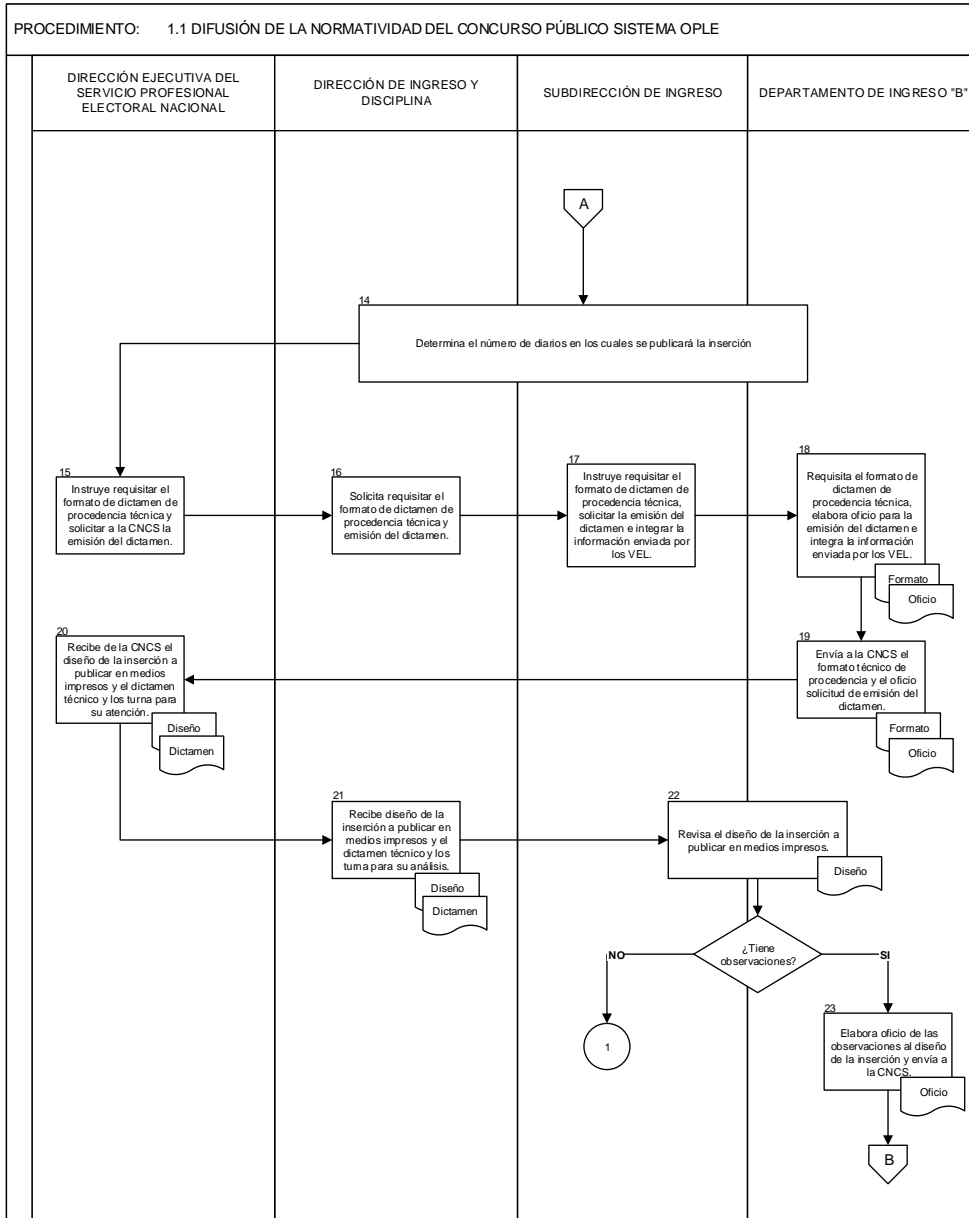 PROCEDIMIENTO: 1.1 DIFUSIÓN DE LA NORMATIVIDAD DEL CONCURSO PÚBLICO SISTEMA OPLE
DIRECCIÓN EJECUTIVA DEL
SERVICIO PROFESIONAL
ELECTORAL NACIONAL
DIRECCIÓN DE INGRESO Y
DISCIPLINA
SUBDIRECCIÓN DE INGRESO
DEPARTAMENTO DE INGRESO "B"
A
14
Determina el número de diarios en los cuales se publicará la inserción
15
Instruye requisitar el
formato de dictamen de
procedencia técnica y
solicitar a la CNCS la
emisión del dictamen.
16
Solicita requisitar el
formato de dictamen de
procedencia técnica y
emisión del dictamen.
17
Instruye requisitar el
formato de dictamen de
procedencia técnica,
solicitar la emisión del
dictamen e integrar la
información enviada por
los VEL.
18
Requisita el formato de
dictamen de
procedencia técnica,
elabora oficio para la
emisión del dictamen e
integra la información
enviada por los VEL.
Formato
Oficio
19
Envía a la CNCS el
formato técnico de
procedencia y el oficio
solicitud de emisión del
dictamen.
Formato
Oficio
20
Recibe de la CNCS el
diseño de la inserción a
publicar en medios
impresos y el dictamen
técnico y los turna para
su atención.
Diseño
Dictamen
21
Recibe diseño de la
inserción a publicar en
medios impresos y el
dictamen técnico y los
turna para su análisis.
Diseño
Dictamen
22
Revisa el diseño de la inserción a
publicar en medios impresos.
Diseño
¿Tiene
observaciones?
NO
SI
1
23
Elabora oficio de las
observaciones al diseño
de la inserción y envía a
la CNCS.
Oficio
B